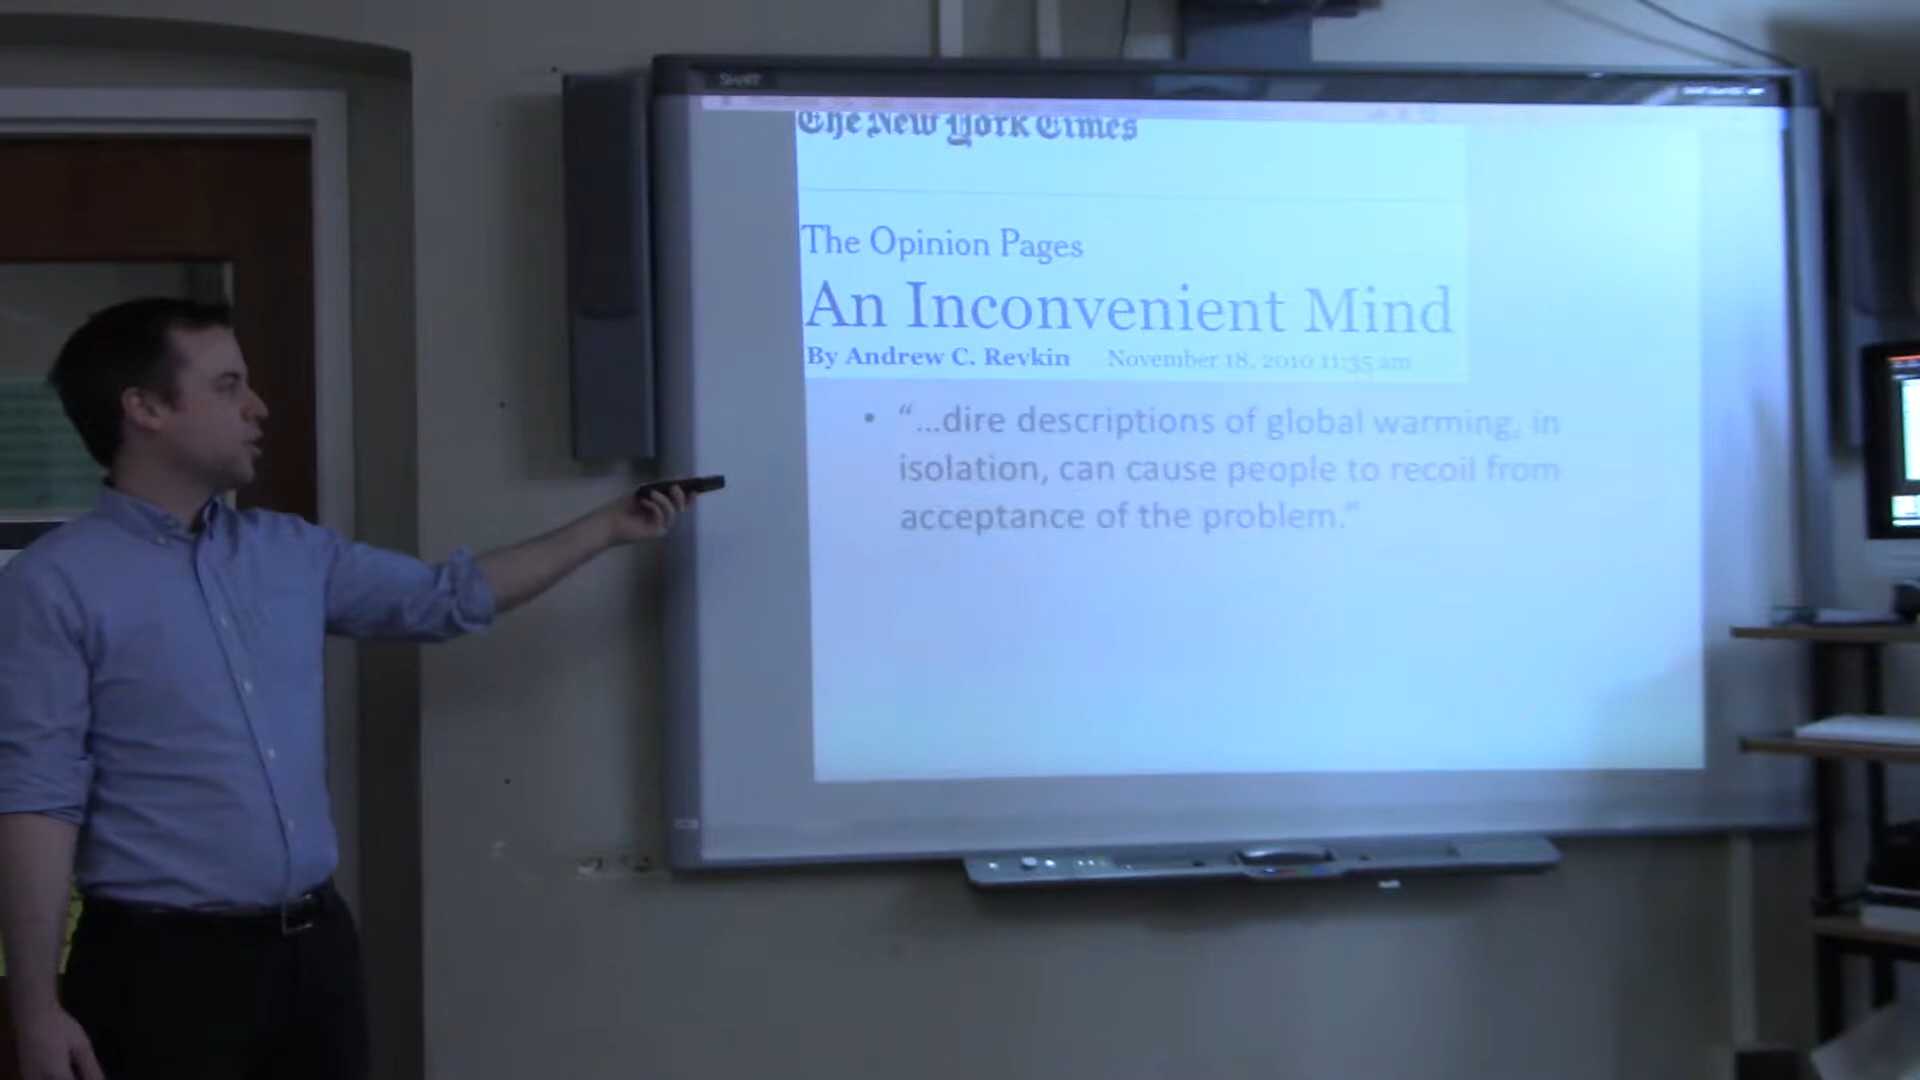 SMART
The New York Times
The Opinion Pages
An Inconvenient Mind
By Andrew C. Revkin November 18, 2010 11:35 am
• “...dire descriptions of global warming, in
isolation, can cause people to recoil from
acceptance of the problem.”